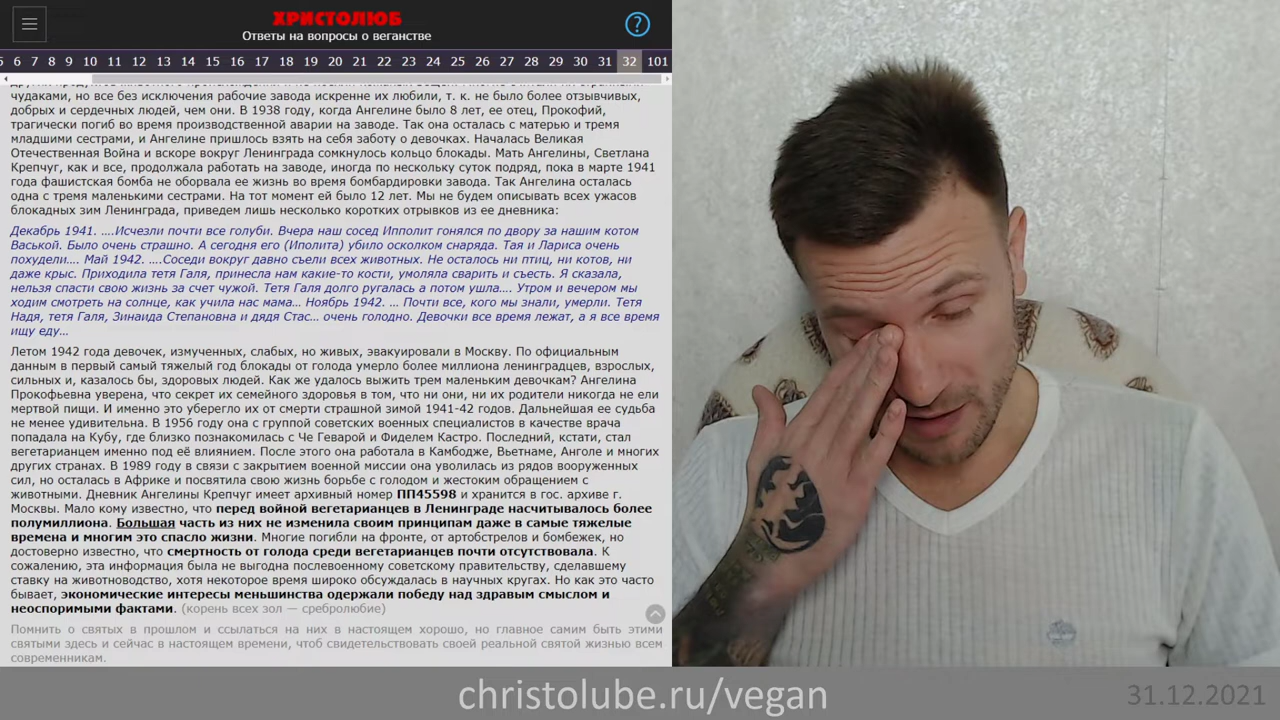 ХРИСТОЛЮБ
Ответы на вопросы о веганстве
?
6 7 8 9 10 11 12 13 14 15 16 17 18 19 20 21 22 23 24 25 26 27 28 29 30 31 32 101
чудаками, но все без исключения рабочие завода искренне их любили, т. к. не было более отзывчивых,
добрых и сердечных людей, чем они. В 1938 году, когда Ангелине было 8 лет, ее отец, Прокофий,
трагически погиб во время производственной аварии на заводе. Так она осталась с матерью и тремя
младшими сестрами, и Ангелине пришлось взять на себя заботу о девочках. Началась Великая
Отечественная Война и вскоре вокруг Ленинграда сомкнулось кольцо блокады. Мать Ангелины, Светлана
Крепчуг, как и все, продолжала работать на заводе, иногда по нескольку суток подряд, пока в марте 1941
года фашистская бомба не оборвала ее жизнь во время бомбардировки завода. Так Ангелина осталась
одна с тремя маленькими сестрами. На тот момент ей было 12 лет. Мы не будем описывать всех ужасов
блокадных зим Ленинграда, приведем лишь несколько коротких отрывков из ее дневника:
Декабрь 1941. ….Исчезли почти все голуби. Вчера наш сосед Ипполит гонялся по двору за нашим котом
Васькой. Было очень страшно. А сегодня его (Иполита) убило осколком снаряда. Тая и Лариса очень
похудели…. Май 1942. ….Соседи вокруг давно съели всех животных. Не осталось ни птиц, ни котов, ни
даже крыс. Приходила тетя Галя, принесла нам какие-то кости, умоляла сварить и съесть. Я сказала,
нельзя спасти свою жизнь за счет чужой. Тетя Галя долго ругалась а потом ушла…. Утром и вечером мы
ходим смотреть на солнце, как учила нас мама… Ноябрь 1942. … Почти все, кого мы знали, умерли. Тетя
Надя, тетя Галя, Зинаида Степановна и дядя Стас… очень голодно. Девочки все время лежат, а я все время
ищу еду…
Летом 1942 года девочек, измученных, слабых, но живых, эвакуировали в Москву. По официальным
данным в первый самый тяжелый год блокады от голода умерло более миллиона ленинградцев, взрослых,
сильных и, казалось бы, здоровых людей. Как же удалось выжить трем маленьким девочкам? Ангелина
Прокофьевна уверена, что секрет их семейного здоровья в том, что ни они, ни их родители никогда не ели
мертвой пищи. И именно это уберегло их от смерти страшной зимой 1941-42 годов. Дальнейшая ее судьба
не менее удивительна. В 1956 году она с группой советских военных специалистов в качестве врача
попадала на Кубу, где близко познакомилась с Че Геварой и Фиделем Кастро. Последний, кстати, стал
вегетарианцем именно под её влиянием. После этого она работала в Камбодже, Вьетнаме, Анголе и многих
других странах. В 1989 году в связи с закрытием военной миссии она уволилась из рядов вооруженных
сил, но осталась в Африке и посвятила свою жизнь борьбе с голодом и жестоким обращением с
животными. Дневник Ангелины Крепчуг имеет архивный номер ПП45598 и хранится в гос. архиве г.
Москвы. Мало кому известно, что перед войной вегетарианцев в Ленинграде насчитывалось более
полумиллиона. Большая часть из них не изменила своим принципам даже в самые тяжелые
времена и многим это спасло жизни. Многие погибли на фронте, от артобстрелов и бомбежек, но
достоверно известно, что смертность от голода среди вегетарианцев почти отсутствовала. К
сожалению, эта информация была не выгодна послевоенному советскому правительству, сделавшему
ставку на животноводство, хотя некоторое время широко обсуждалась в научных кругах. Но как это часто
бывает, экономические интересы меньшинства одержали победу над здравым смыслом и
неоспоримыми фактами. (корень всех зол — сребролюбие)
Помнить о святых в прошлом и ссылаться на них в настоящем хорошо, но главное самим быть этими
святыми здесь и сейчас в настоящем времени, чтоб свидетельствовать своей реальной святой жизнью всем
современникам.
christolube.ru/vegan
31.12.2021